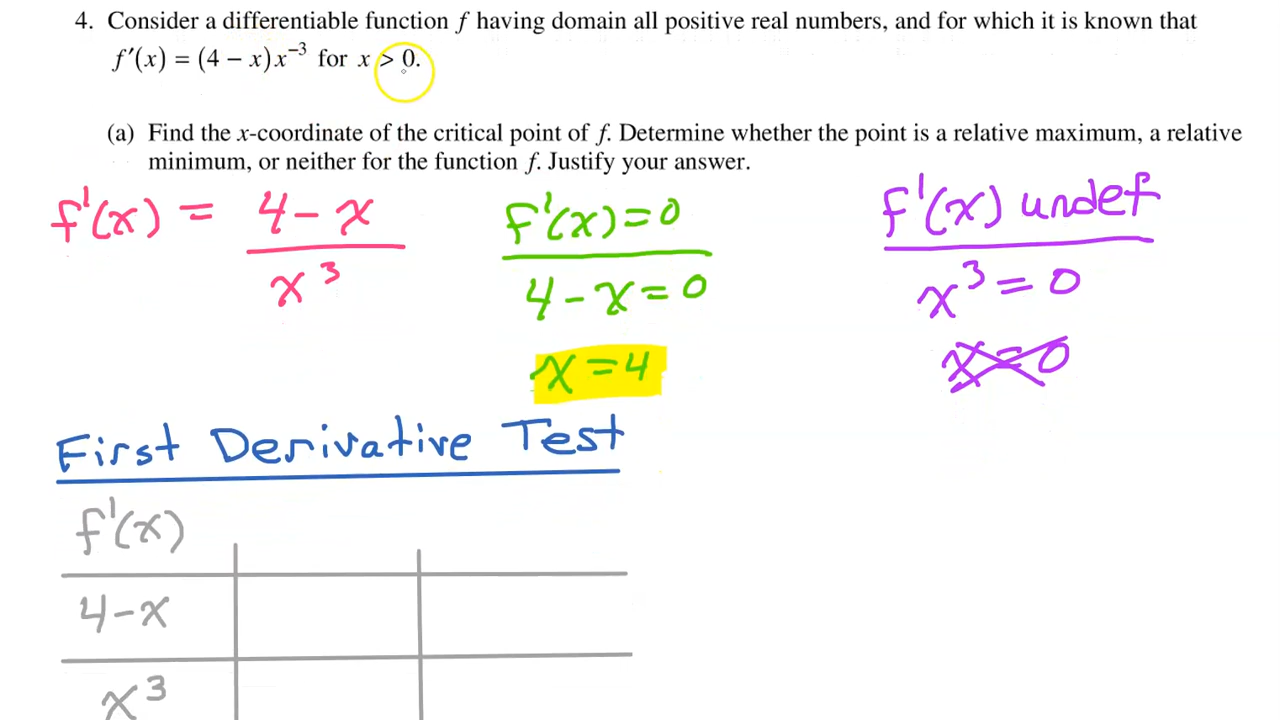 4. Consider a differentiable function f having domain all positive real numbers, and for which it is known that
f′(x) = (4 − x)x⁻³ for x > 0.
(a) Find the x-coordinate of the critical point of f. Determine whether the point is a relative maximum, a relative
minimum, or neither for the function f. Justify your answer.
f'(x) = (4 - x)/x³
f'(x) = 0
4 - x = 0
x = 4
f'(x) undef
x³ = 0
x = 0
First Derivative Test
f'(x)
4 - x
x³